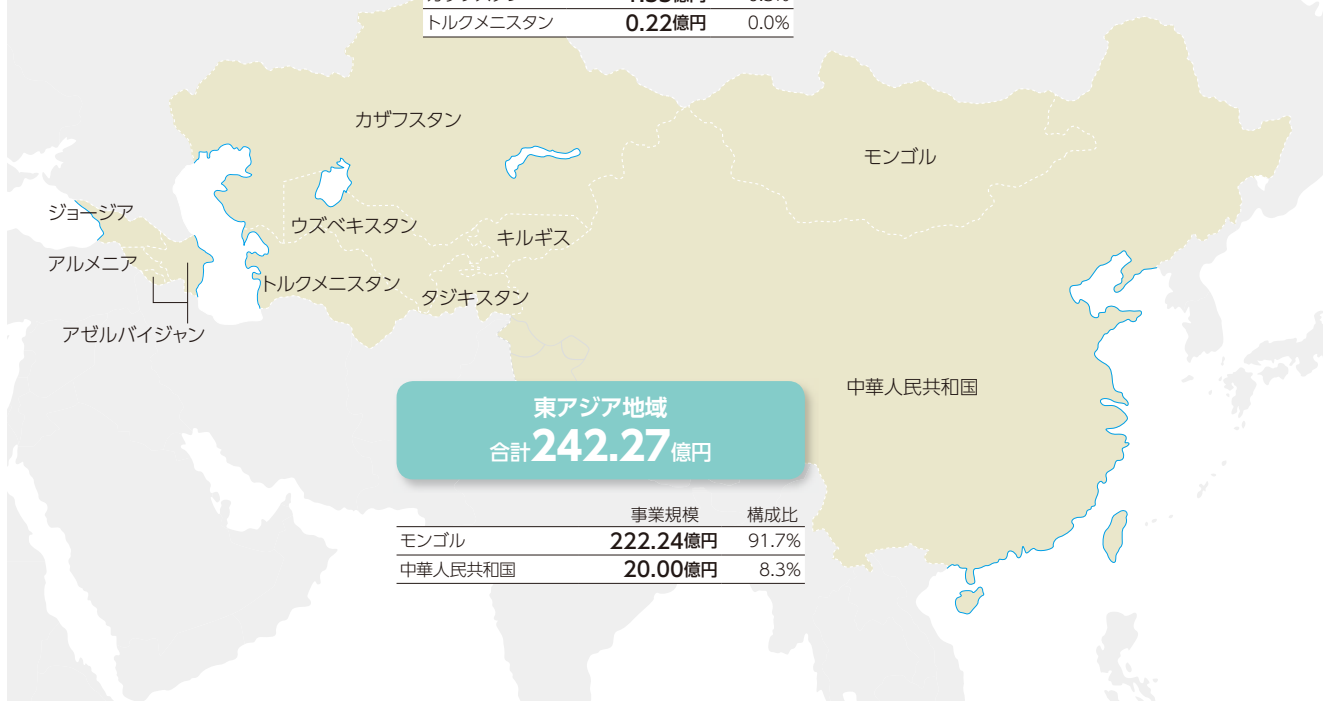 トルクメニスタン 0.22億円 0.0%
カザフスタン
モンゴル
ジョージア
ウズベキスタン
キルギス
アルメニア
トルクメニスタン
タジキスタン
アゼルバイジャン
中華人民共和国
東アジア地域
合計242.27億円
事業規模 構成比
モンゴル 222.24億円 91.7%
中華人民共和国 20.00億円 8.3%